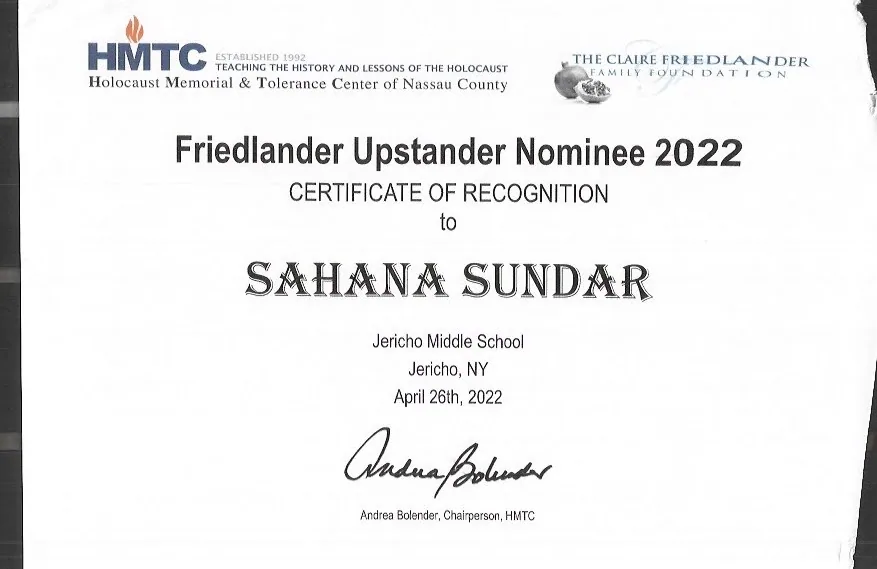 HMTC
ESTABLISHED 1992
TEACHING THE HISTORY AND LESSONS OF THE HOLOCAUST
Holocaust Memorial & Tolerance Center of Nassau County
THE CLAIRE FRIEDLANDER
FAMILY FOUNDATION
Friedlander Upstander Nominee 2022
CERTIFICATE OF RECOGNITION
to
SAHANA SUNDAR
Jericho Middle School
Jericho, NY
April 26th, 2022
Andrea Bolender
Andrea Bolender, Chairperson, HMTC